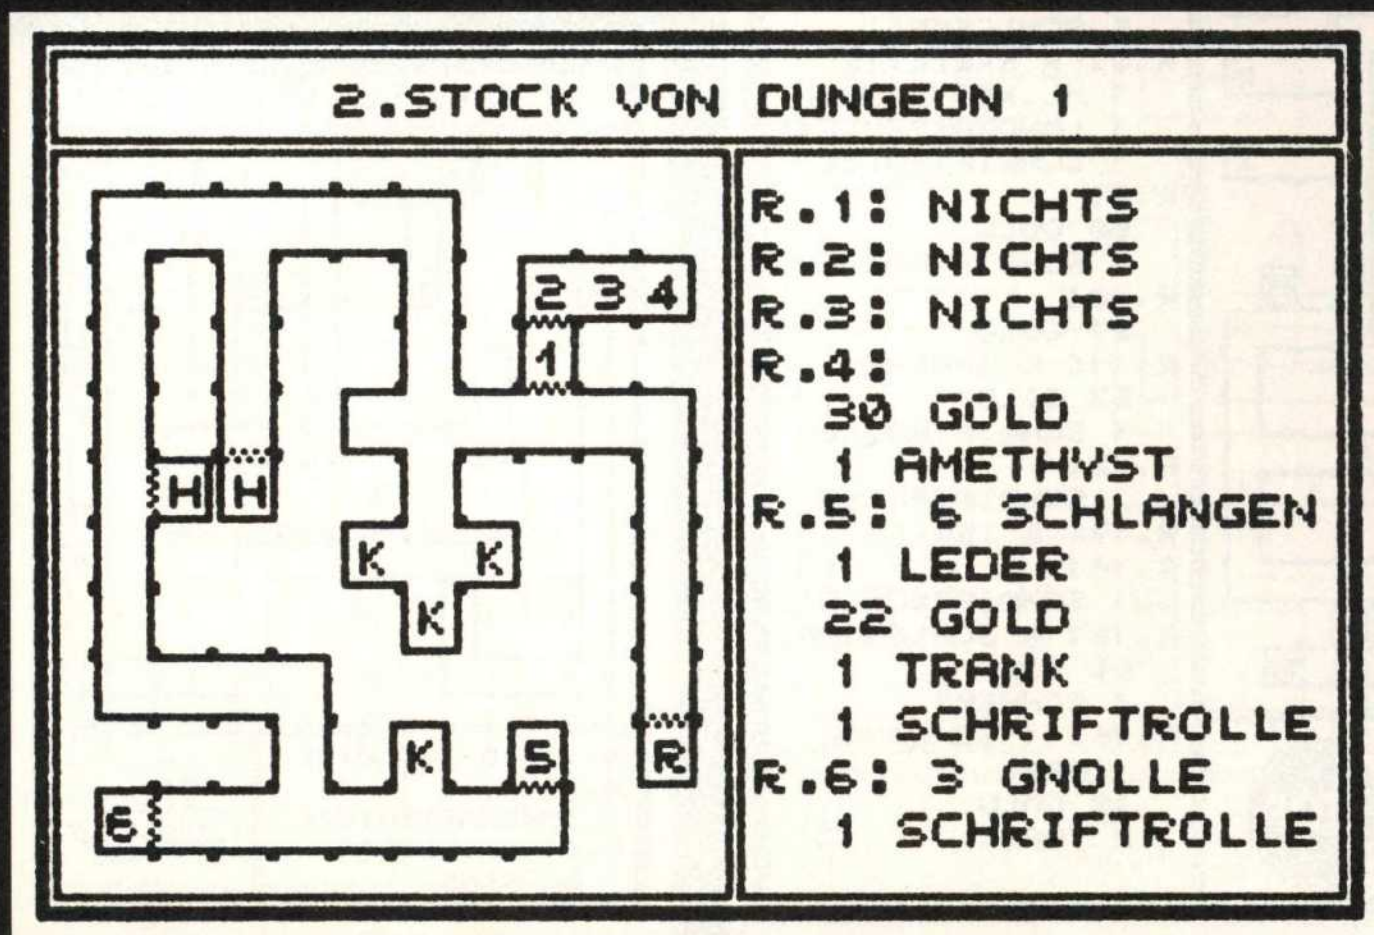 2.STOCK VON DUNGEON 1
2 3 4
1
H H
K K
K
K 5 R
6
R.1: NICHTS
R.2: NICHTS
R.3: NICHTS
R.4:
30 GOLD
1 AMETHYST
R.5: 6 SCHLANGEN
1 LEDER
22 GOLD
1 TRANK
1 SCHRIFTROLLE
R.6: 3 GNOLLE
1 SCHRIFTROLLE